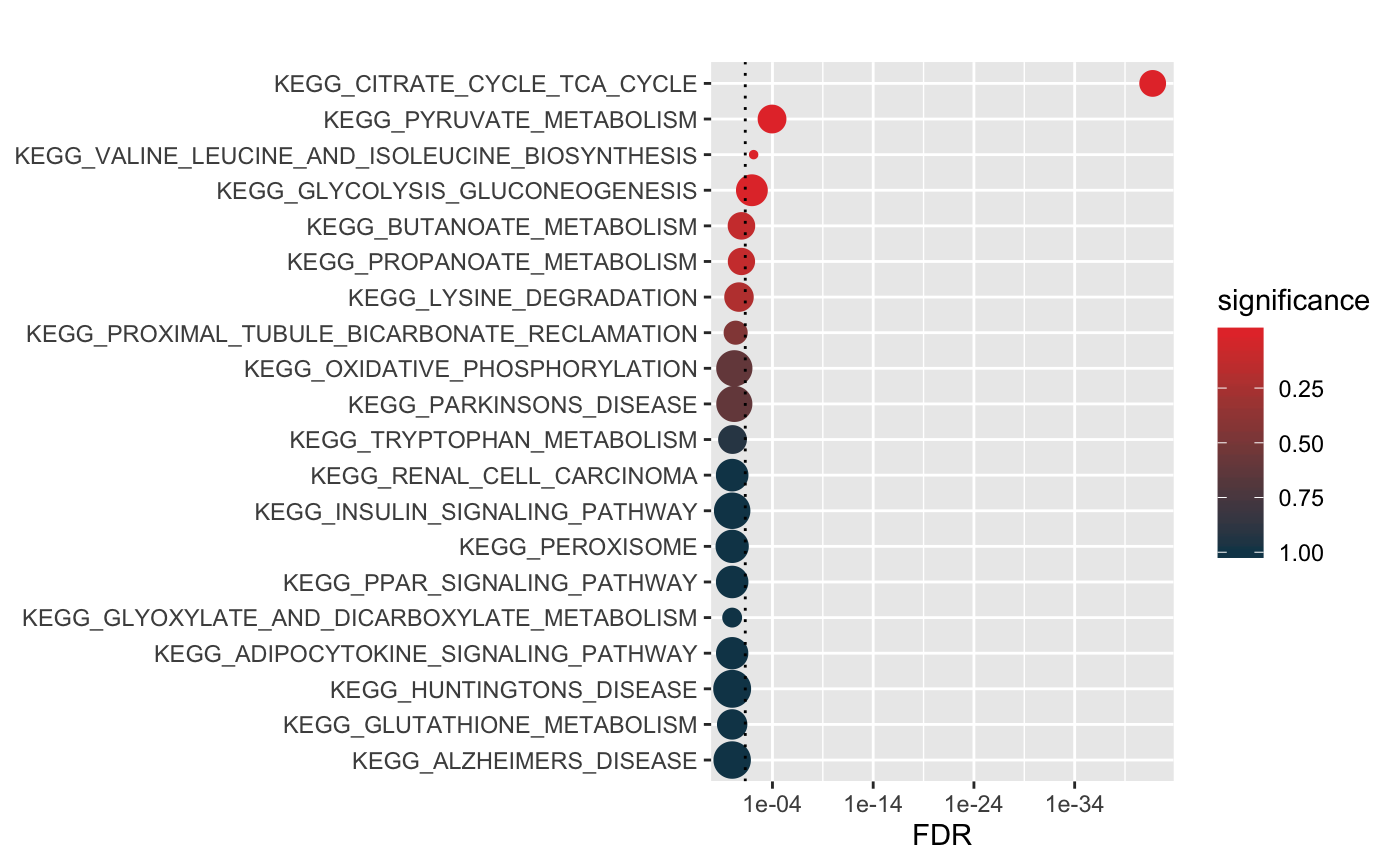 KEGG_CITRATE_CYCLE_TCA_CYCLE
KEGG_PYRUVATE_METABOLISM
KEGG_VALINE_LEUCINE_AND_ISOLEUCINE_BIOSYNTHESIS
KEGG_GLYCOLYSIS_GLUCONEOGENESIS
KEGG_BUTANOATE_METABOLISM
KEGG_PROPANOATE_METABOLISM
KEGG_LYSINE_DEGRADATION
KEGG_PROXIMAL_TUBULE_BICARBONATE_RECLAMATION
KEGG_OXIDATIVE_PHOSPHORYLATION
KEGG_PARKINSONS_DISEASE
KEGG_TRYPTOPHAN_METABOLISM
KEGG_RENAL_CELL_CARCINOMA
KEGG_INSULIN_SIGNALING_PATHWAY
KEGG_PEROXISOME
KEGG_PPAR_SIGNALING_PATHWAY
KEGG_GLYOXYLATE_AND_DICARBOXYLATE_METABOLISM
KEGG_ADIPOCYTOKINE_SIGNALING_PATHWAY
KEGG_HUNTINGTONS_DISEASE
KEGG_GLUTATHIONE_METABOLISM
KEGG_ALZHEIMERS_DISEASE
1e-04 1e-14 1e-24 1e-34
FDR
significance
0.25
0.50
0.75
1.00